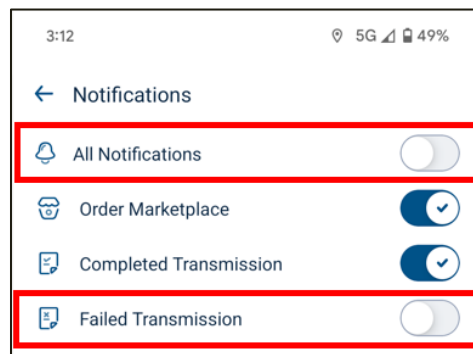 3:12 5G 49%
Notifications
All Notifications
Order Marketplace
Completed Transmission
Failed Transmission